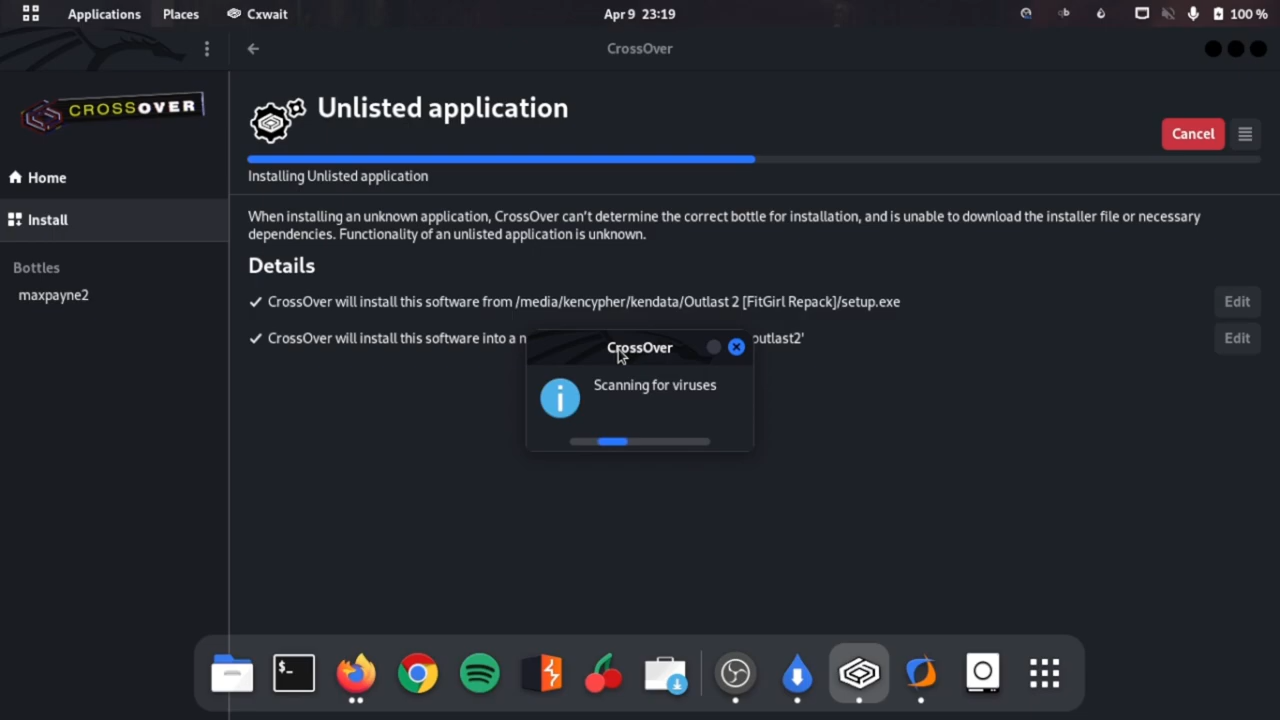 Applications Places Cxwait Apr 9 23:19 100 %
CrossOver
CROSSOVER
Unlisted application
Cancel
Installing Unlisted application
Home
Install
Bottles
maxpayne2
When installing an unknown application, CrossOver can't determine the correct bottle for installation, and is unable to download the installer file or necessary
dependencies. Functionality of an unlisted application is unknown.
Details
CrossOver will install this software from /media/kencypher/kendata/Outlast 2 [FitGirl Repack]/setup.exe Edit
CrossOver will install this software into a n outlast2' Edit
CrossOver
Scanning for viruses